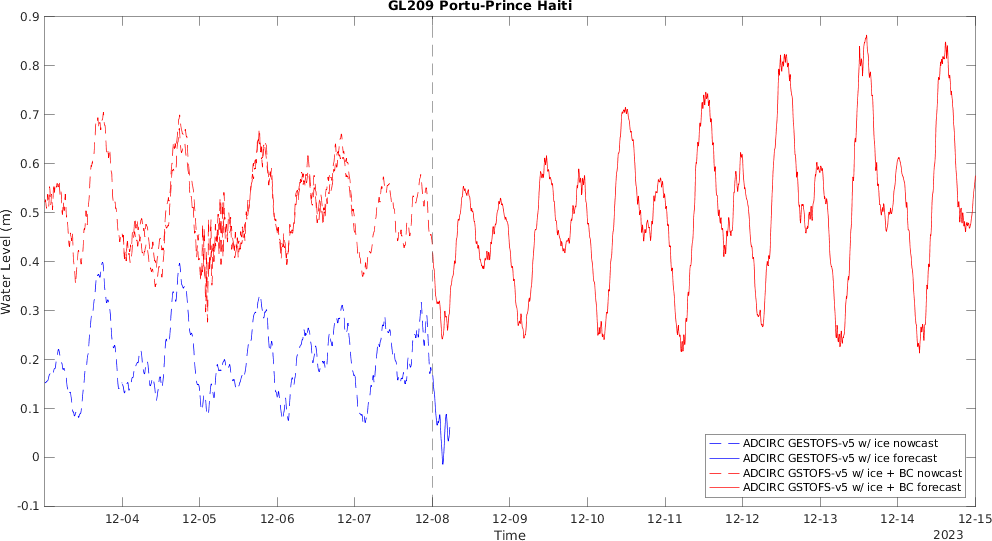 GL209 Portu-Prince Haiti
Water Level (m)
0.9
0.8
0.7
0.6
0.5
0.4
0.3
0.2
0.1
0
-0.1
12-04 12-05 12-06 12-07 12-08 12-09 12-10 12-11 12-12 12-13 12-14 12-15
Time
2023
ADCIRC GESTOFS-v5 w/ ice nowcast
ADCIRC GESTOFS-v5 w/ ice forecast
ADCIRC GSTOFS-v5 w/ ice + BC nowcast
ADCIRC GSTOFS-v5 w/ ice + BC forecast